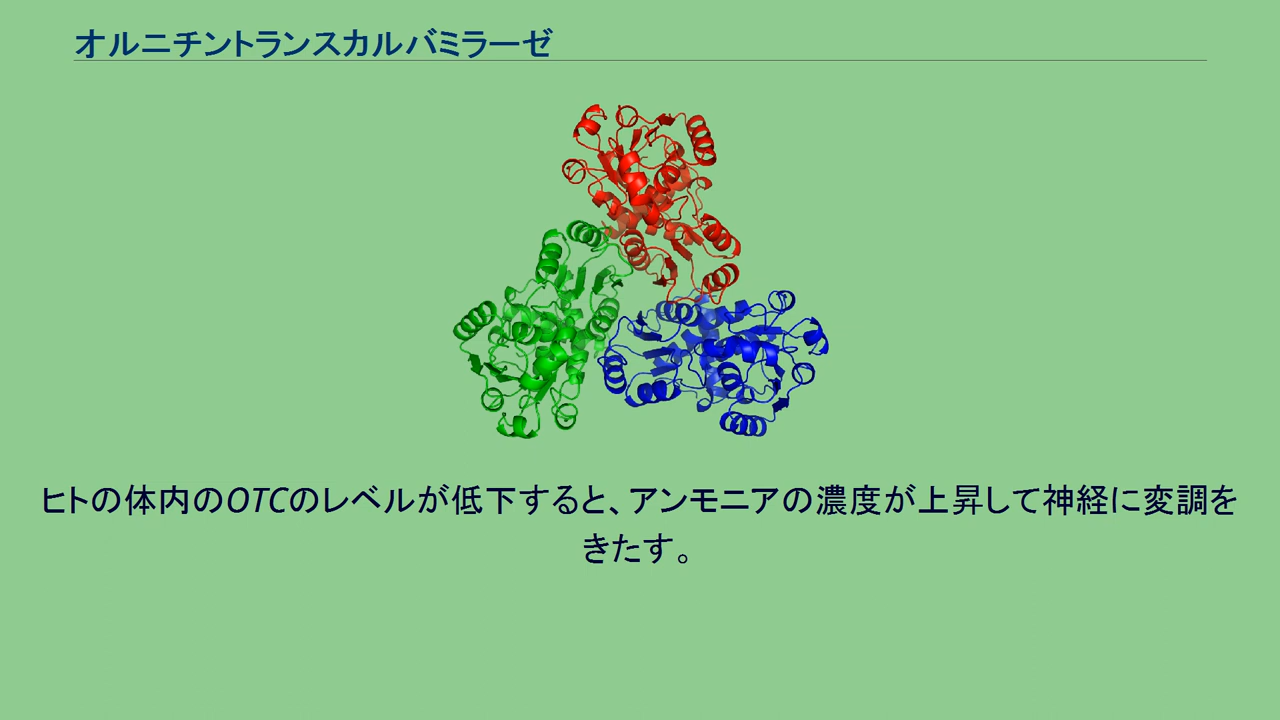 オルニチントランスカルバミラーゼ
ヒトの体内のOTCのレベルが低下すると、アンモニアの濃度が上昇して神経に変調を
きたす。